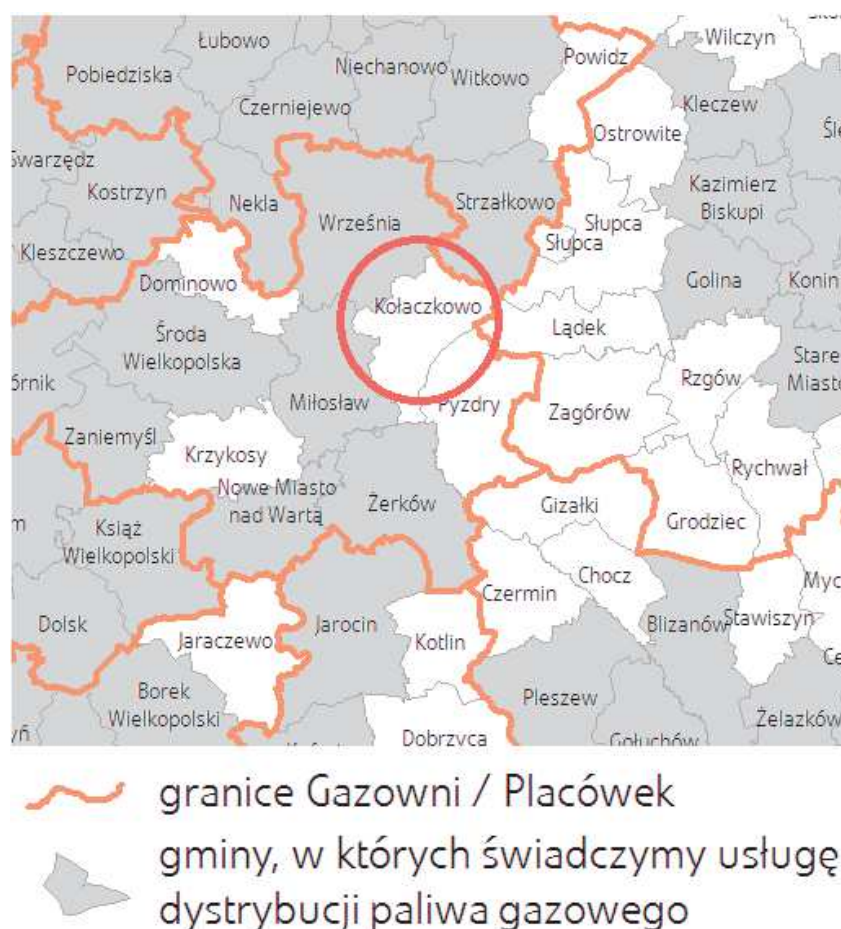 Łubowo
Wilczyn
Powidz
Pobiedziska
Niechanowo
Witkowo
Czerniejewo
Kleczew
Ostrowite
Swarzędz
Kostrzyn
Nekla
Września
Strzałkowo
Kazimierz
Biskupi
Słupca
Słupca
Kleszczewo
Dominowo
Kołaczkowo
Golina
Konin
Środa
Wielkopolska
Lądek
Stare
Miasto
Rzgów
Miłosław
Pyzdry
Zagórów
Zaniemyśl
Krzykosy
Rychwał
Nowe Miasto
nad Wartą
Żerków
Gizałki
Grodziec
Książ
Wielkopolski
Czermin
Chocz
Dolsk
Jaraczewo
Jarocin
Kotlin
Blizanów
Stawiszyn
Borek
Wielkopolski
Pleszew
Żelazków
Dobrzyca
Gołuchów
granice Gazowni / Placówek
gminy, w których świadczymy usługę
dystrybucji paliwa gazowego